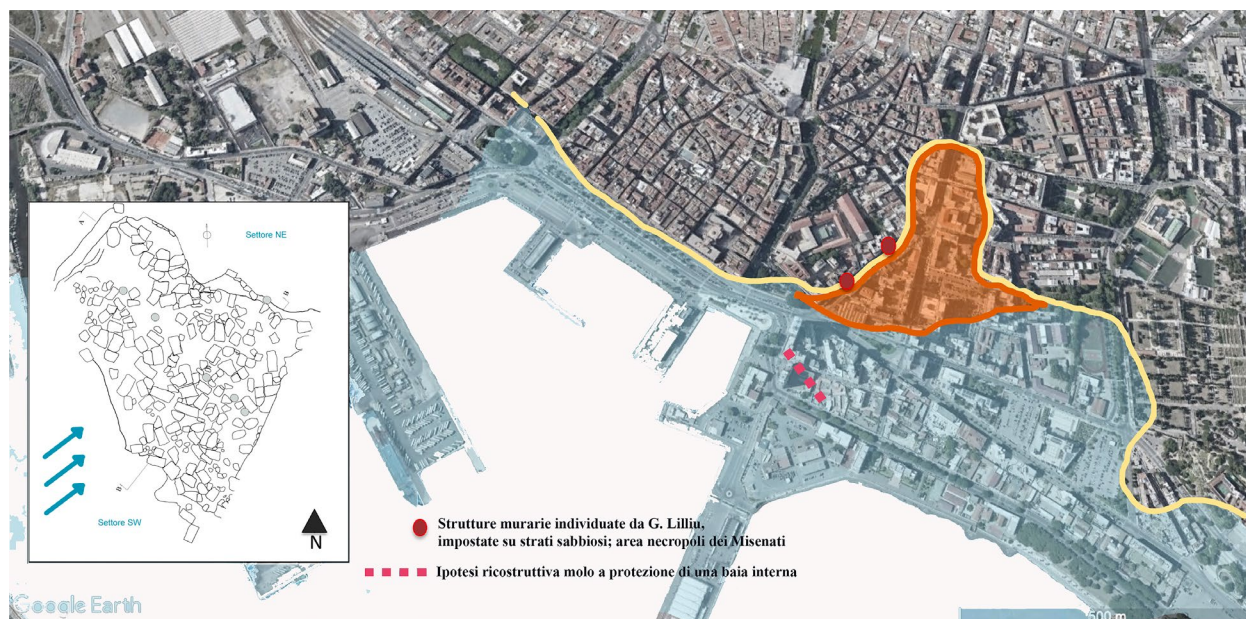 Settore NE
A
B
B'
Settore SW
N
Strutture murarie individuate da G. Lilliu,
impostate su strati sabbiosi; area necropoli dei Misenati
Ipotesi ricostruttiva molo a protezione di una baia interna
Google Earth
500 m